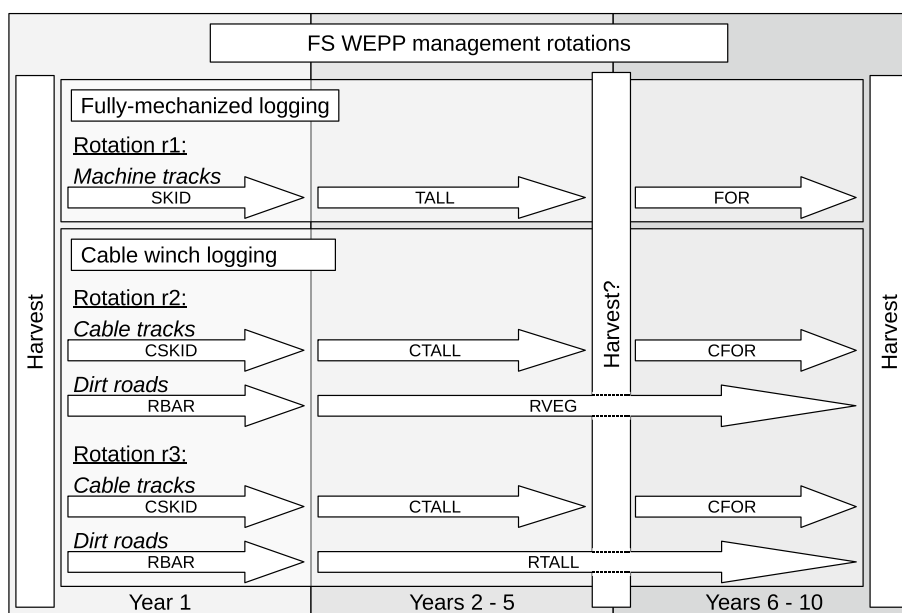 FS WEPP management rotations
Harvest
Fully-mechanized logging
Rotation r1:
Machine tracks
SKID
TALL
FOR
Cable winch logging
Rotation r2:
Cable tracks
CSKID
CTALL
CFOR
Dirt roads
RBAR
RVEG
Rotation r3:
Cable tracks
CSKID
CTALL
CFOR
Dirt roads
RBAR
RTALL
Harvest?
Harvest
Year 1
Years 2 - 5
Years 6 - 10